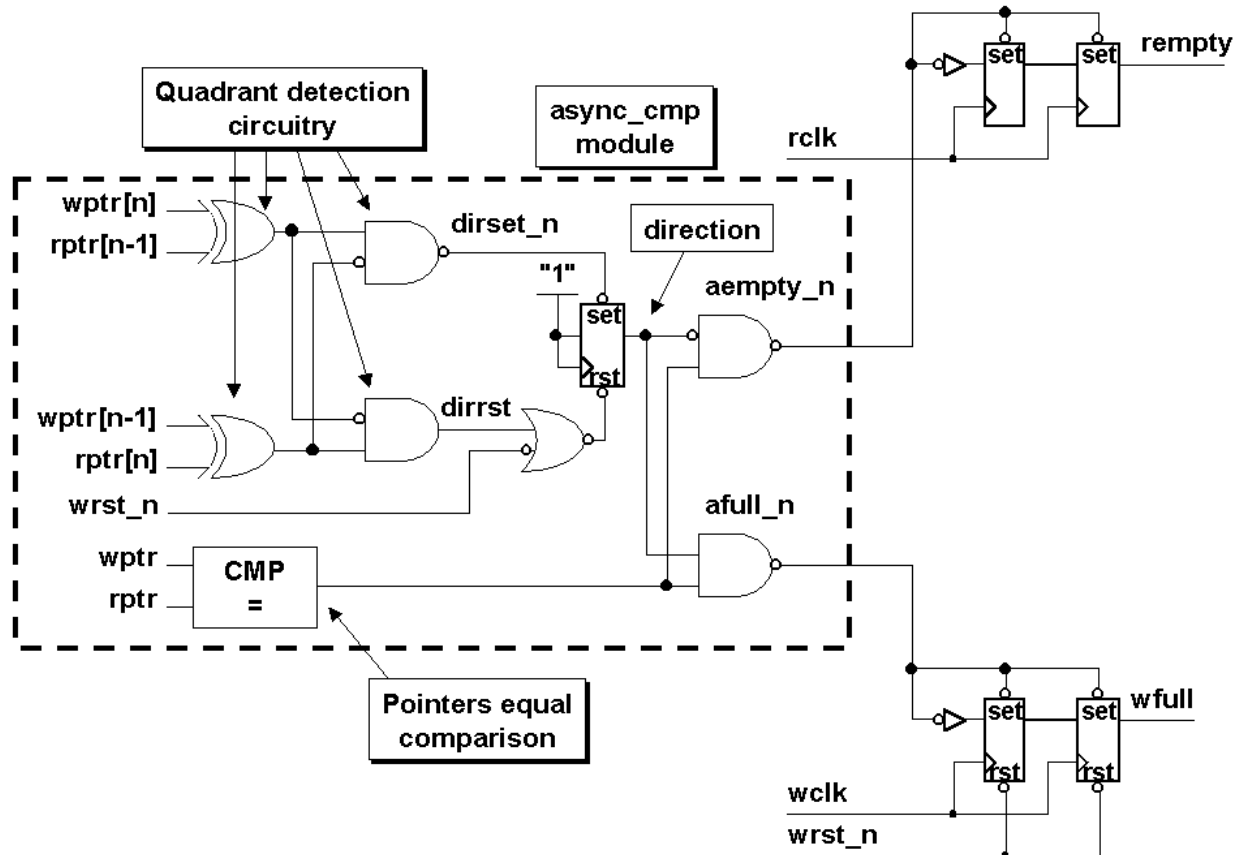 rempty
set
set
Quadrant detection
circuitry
async_cmp
module
rclk
wptr[n]
rptr[n-1]
dirset_n
direction
"1"
aempty_n
set
rst
wptr[n-1]
dirrst
rptr[n]
wrst_n
afull_n
wptr
rptr
CMP
=
Pointers equal
comparison
set
set
wfull
rst
rst
wclk
wrst_n